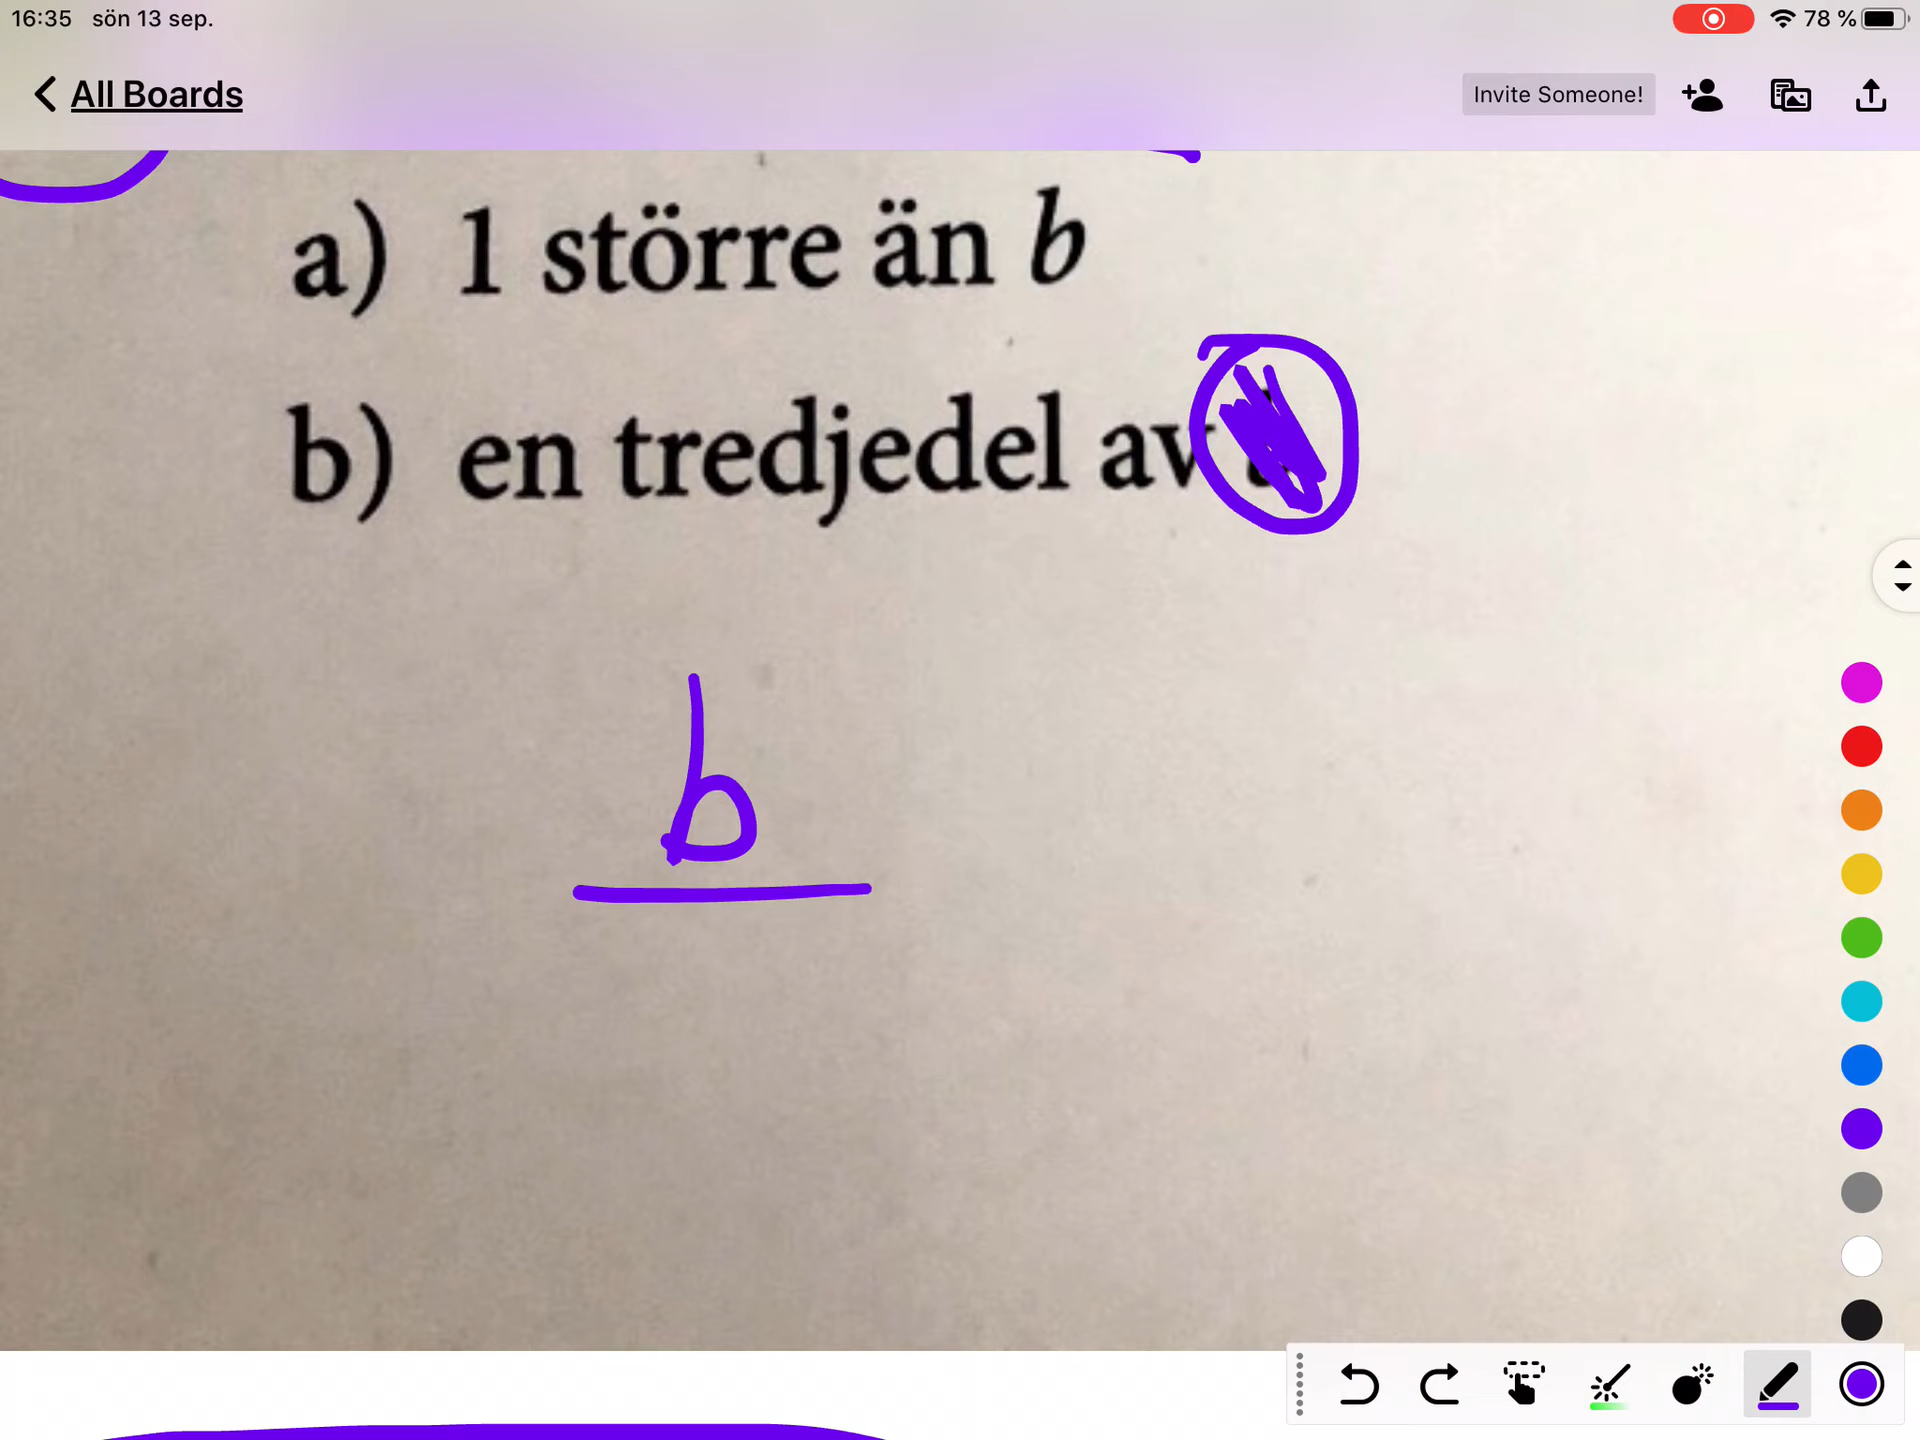 16:35 sön 13 sep. 78 %
All Boards Invite Someone!
a) 1 större än b
b) en tredjedel av
b